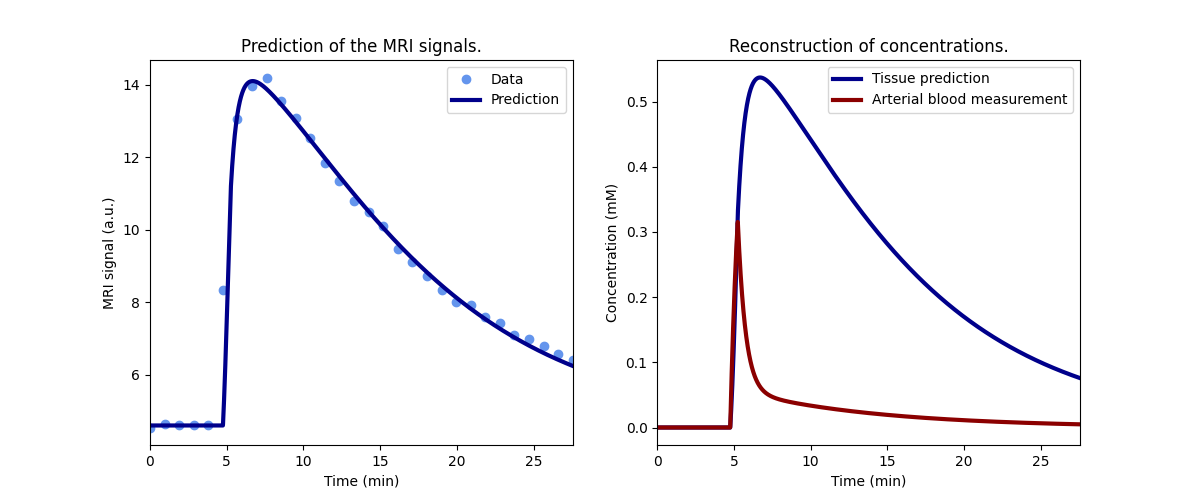 Prediction of the MRI signals.
MRI signal (a.u.)
14
12
10
8
6
0
5
10
15
20
25
Time (min)
Data
Prediction
Reconstruction of concentrations.
Concentration (mM)
0.5
0.4
0.3
0.2
0.1
0.0
0
5
10
15
20
25
Time (min)
Tissue prediction
Arterial blood measurement